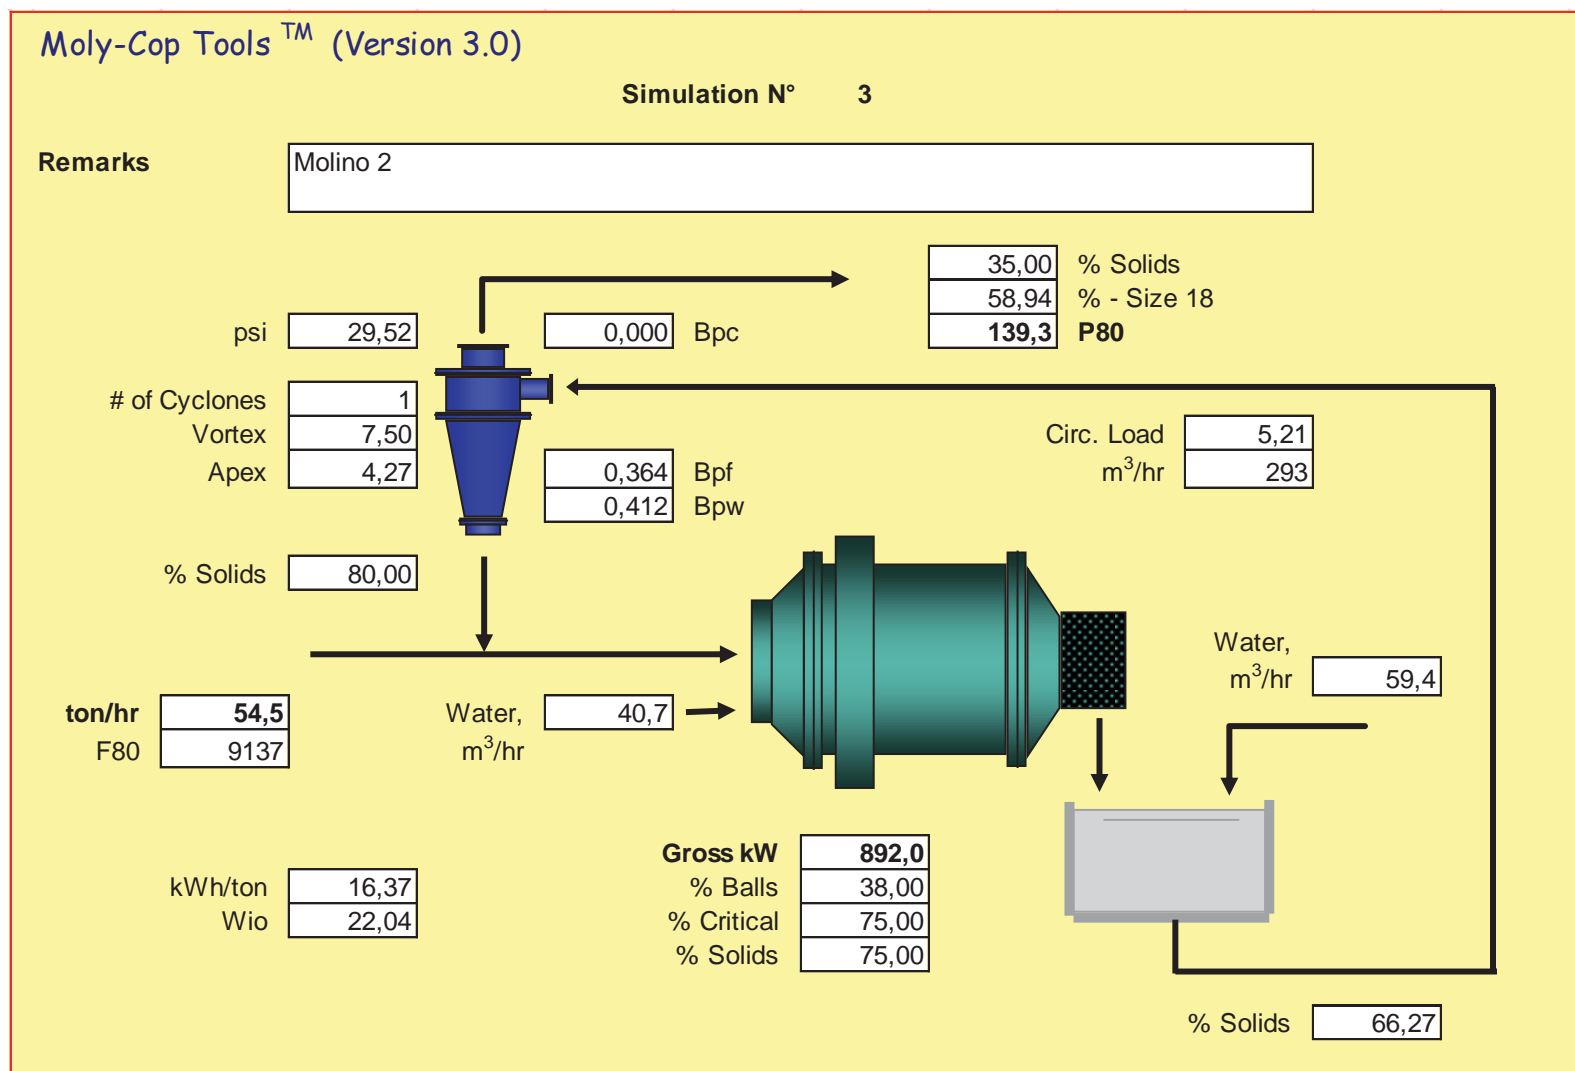 Moly-Cop Tools ™ (Version 3.0)
Simulation N° 3
Remarks Molino 2
35,00 % Solids
58,94 % - Size 18
psi 29,52 0,000 Bpc 139,3 P80
# of Cyclones 1
Vortex 7,50 Circ. Load 5,21
Apex 4,27 0,364 Bpf m³/hr 293
0,412 Bpw
% Solids 80,00
Water,
m³/hr 59,4
ton/hr 54,5 Water, 40,7
F80 9137 m³/hr
Gross kW 892,0
kWh/ton 16,37 % Balls 38,00
Wio 22,04 % Critical 75,00
% Solids 75,00
% Solids 66,27